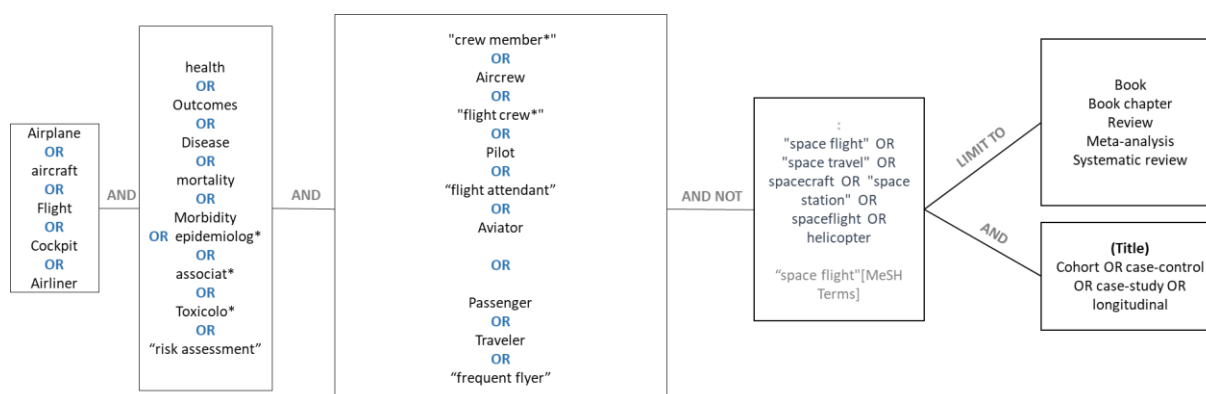 Airplane
OR
aircraft
OR
Flight
OR
Cockpit
OR
Airliner
AND
health
OR
Outcomes
OR
Disease
OR
mortality
OR
Morbidity
OR epidemiolog*
OR
associat*
OR
Toxicolo*
OR
“risk assessment”
AND
"crew member*"
OR
Aircrew
OR
"flight crew*"
OR
Pilot
OR
“flight attendant”
OR
Aviator
OR
Passenger
OR
Traveler
OR
“frequent flyer”
AND NOT
:
"space flight" OR
"space travel" OR
spacecraft OR "space
station" OR
spaceflight OR
helicopter
“space flight"[MeSH
Terms]
LIMIT TO
Book
Book chapter
Review
Meta-analysis
Systematic review
AND
(Title)
Cohort OR case-control
OR case-study OR
longitudinal